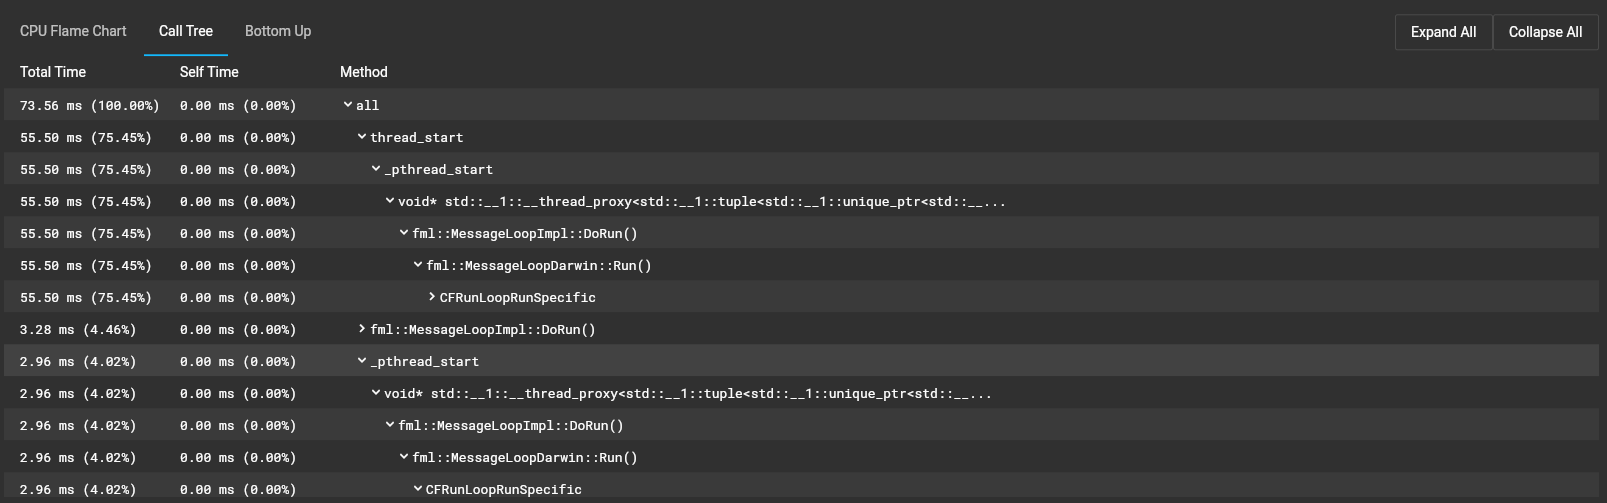 CPU Flame Chart Call Tree Bottom Up Expand All Collapse All
Total Time Self Time Method
73.56 ms (100.00%) 0.00 ms (0.00%) all
55.50 ms (75.45%) 0.00 ms (0.00%) thread_start
55.50 ms (75.45%) 0.00 ms (0.00%) _pthread_start
55.50 ms (75.45%) 0.00 ms (0.00%) void* std::__1::__thread_proxy<std::__1::tuple<std::__1::unique_ptr<std::__...
55.50 ms (75.45%) 0.00 ms (0.00%) fml::MessageLoopImpl::DoRun()
55.50 ms (75.45%) 0.00 ms (0.00%) fml::MessageLoopDarwin::Run()
55.50 ms (75.45%) 0.00 ms (0.00%) CFRunLoopRunSpecific
3.28 ms (4.46%) 0.00 ms (0.00%) fml::MessageLoopImpl::DoRun()
2.96 ms (4.02%) 0.00 ms (0.00%) _pthread_start
2.96 ms (4.02%) 0.00 ms (0.00%) void* std::__1::__thread_proxy<std::__1::tuple<std::__1::unique_ptr<std::__...
2.96 ms (4.02%) 0.00 ms (0.00%) fml::MessageLoopImpl::DoRun()
2.96 ms (4.02%) 0.00 ms (0.00%) fml::MessageLoopDarwin::Run()
2.96 ms (4.02%) 0.00 ms (0.00%) CFRunLoopRunSpecific